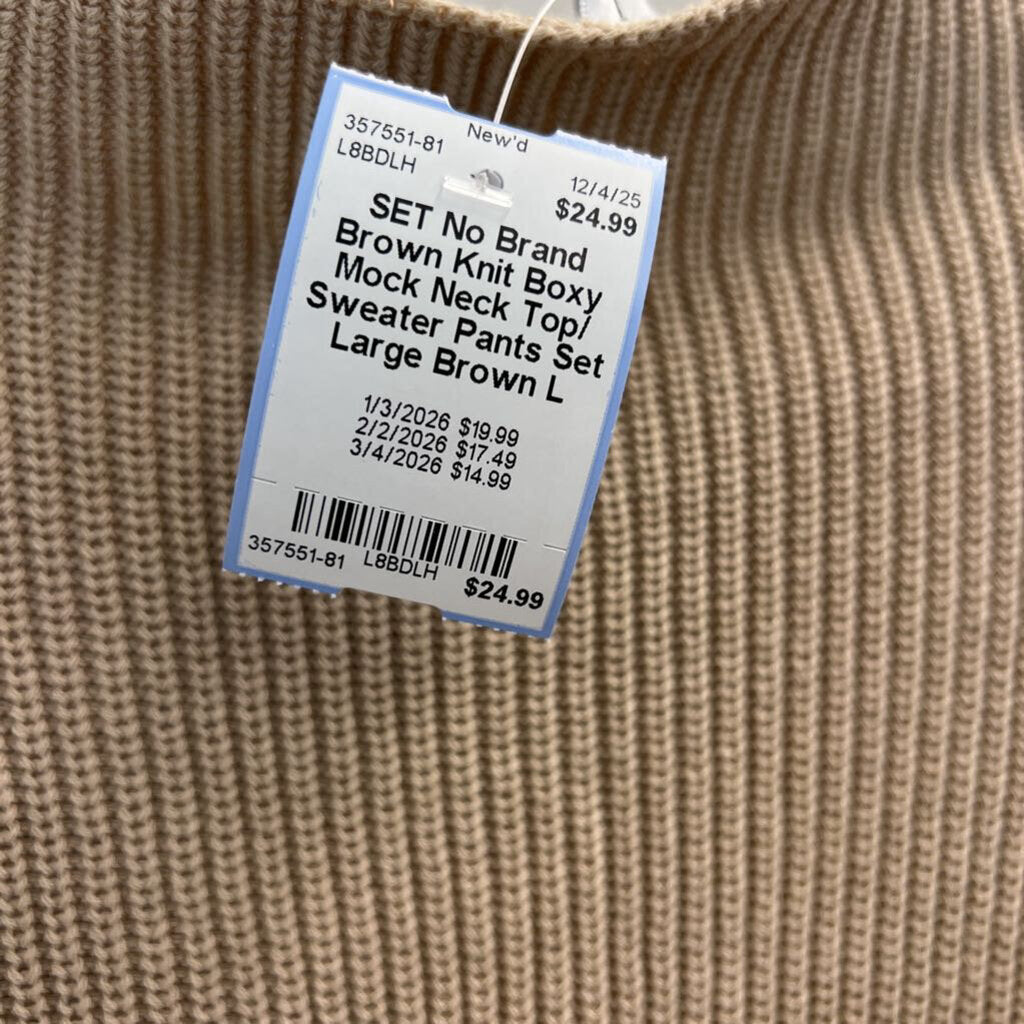 New'd
357551-81
L8BDLH
12/4/25
$24.99
SET No Brand
Brown Knit Boxy
Mock Neck Top/
Sweater Pants Set
Large Brown L
1/3/2026 $19.99
2/2/2026 $17.49
3/4/2026 $14.99
357551-81 L8BDLH $24.99